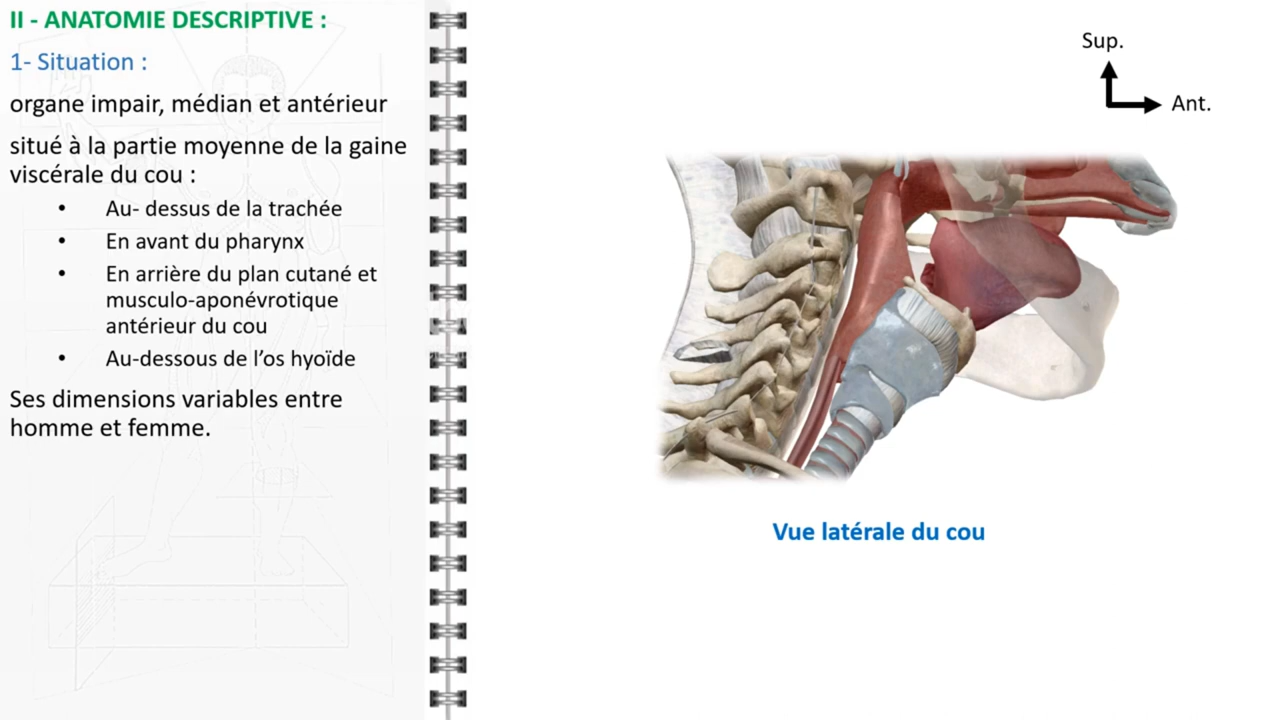 II - ANATOMIE DESCRIPTIVE :
1- Situation :
organe impair, médian et antérieur
situé à la partie moyenne de la gaine
viscérale du cou :
• Au- dessus de la trachée
• En avant du pharynx
• En arrière du plan cutané et
musculo-aponévrotique
antérieur du cou
• Au-dessous de l’os hyoïde
Ses dimensions variables entre
homme et femme.
Sup.
Ant.
Vue latérale du cou